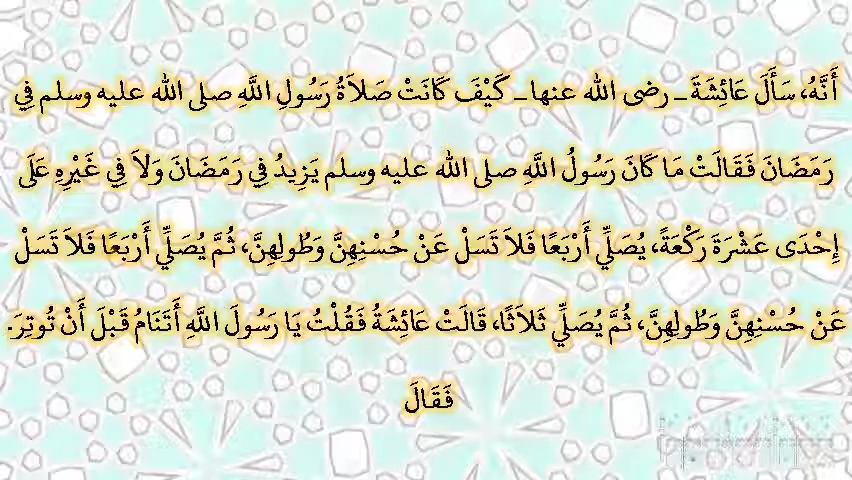 أَنَّهُ، سَأَلَ عَائِشَةَ ـ رضى الله عنها ـ كَيْفَ كَانَتْ صَلاَةُ رَسُولِ اللَّهِ صلى الله عليه وسلم فِي
رَمَضَانَ فَقَالَتْ مَا كَانَ رَسُولُ اللَّهِ صلى الله عليه وسلم يَزِيدُ فِي رَمَضَانَ وَلاَ فِي غَيْرِهِ عَلَى
إِحْدَى عَشْرَةَ رَكْعَةً، يُصَلِّي أَرْبَعًا فَلاَ تَسَلْ عَنْ حُسْنِهِنَّ وَطُولِهِنَّ، ثُمَّ يُصَلِّي أَرْبَعًا فَلاَ تَسَلْ
عَنْ حُسْنِهِنَّ وَطُولِهِنَّ، ثُمَّ يُصَلِّي ثَلاَثًا، قَالَتْ عَائِشَةُ فَقُلْتُ يَا رَسُولَ اللَّهِ أَتَنَامُ قَبْلَ أَنْ تُوتِرَ.
فَقَالَ